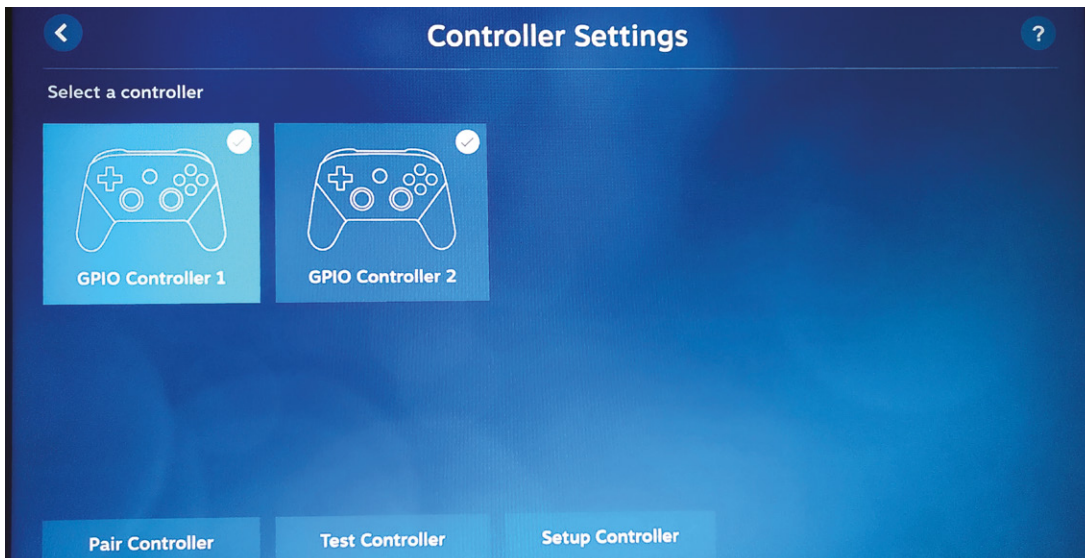 Controller Settings
?
Select a controller
GPIO Controller 1
GPIO Controller 2
Pair Controller
Test Controller
Setup Controller